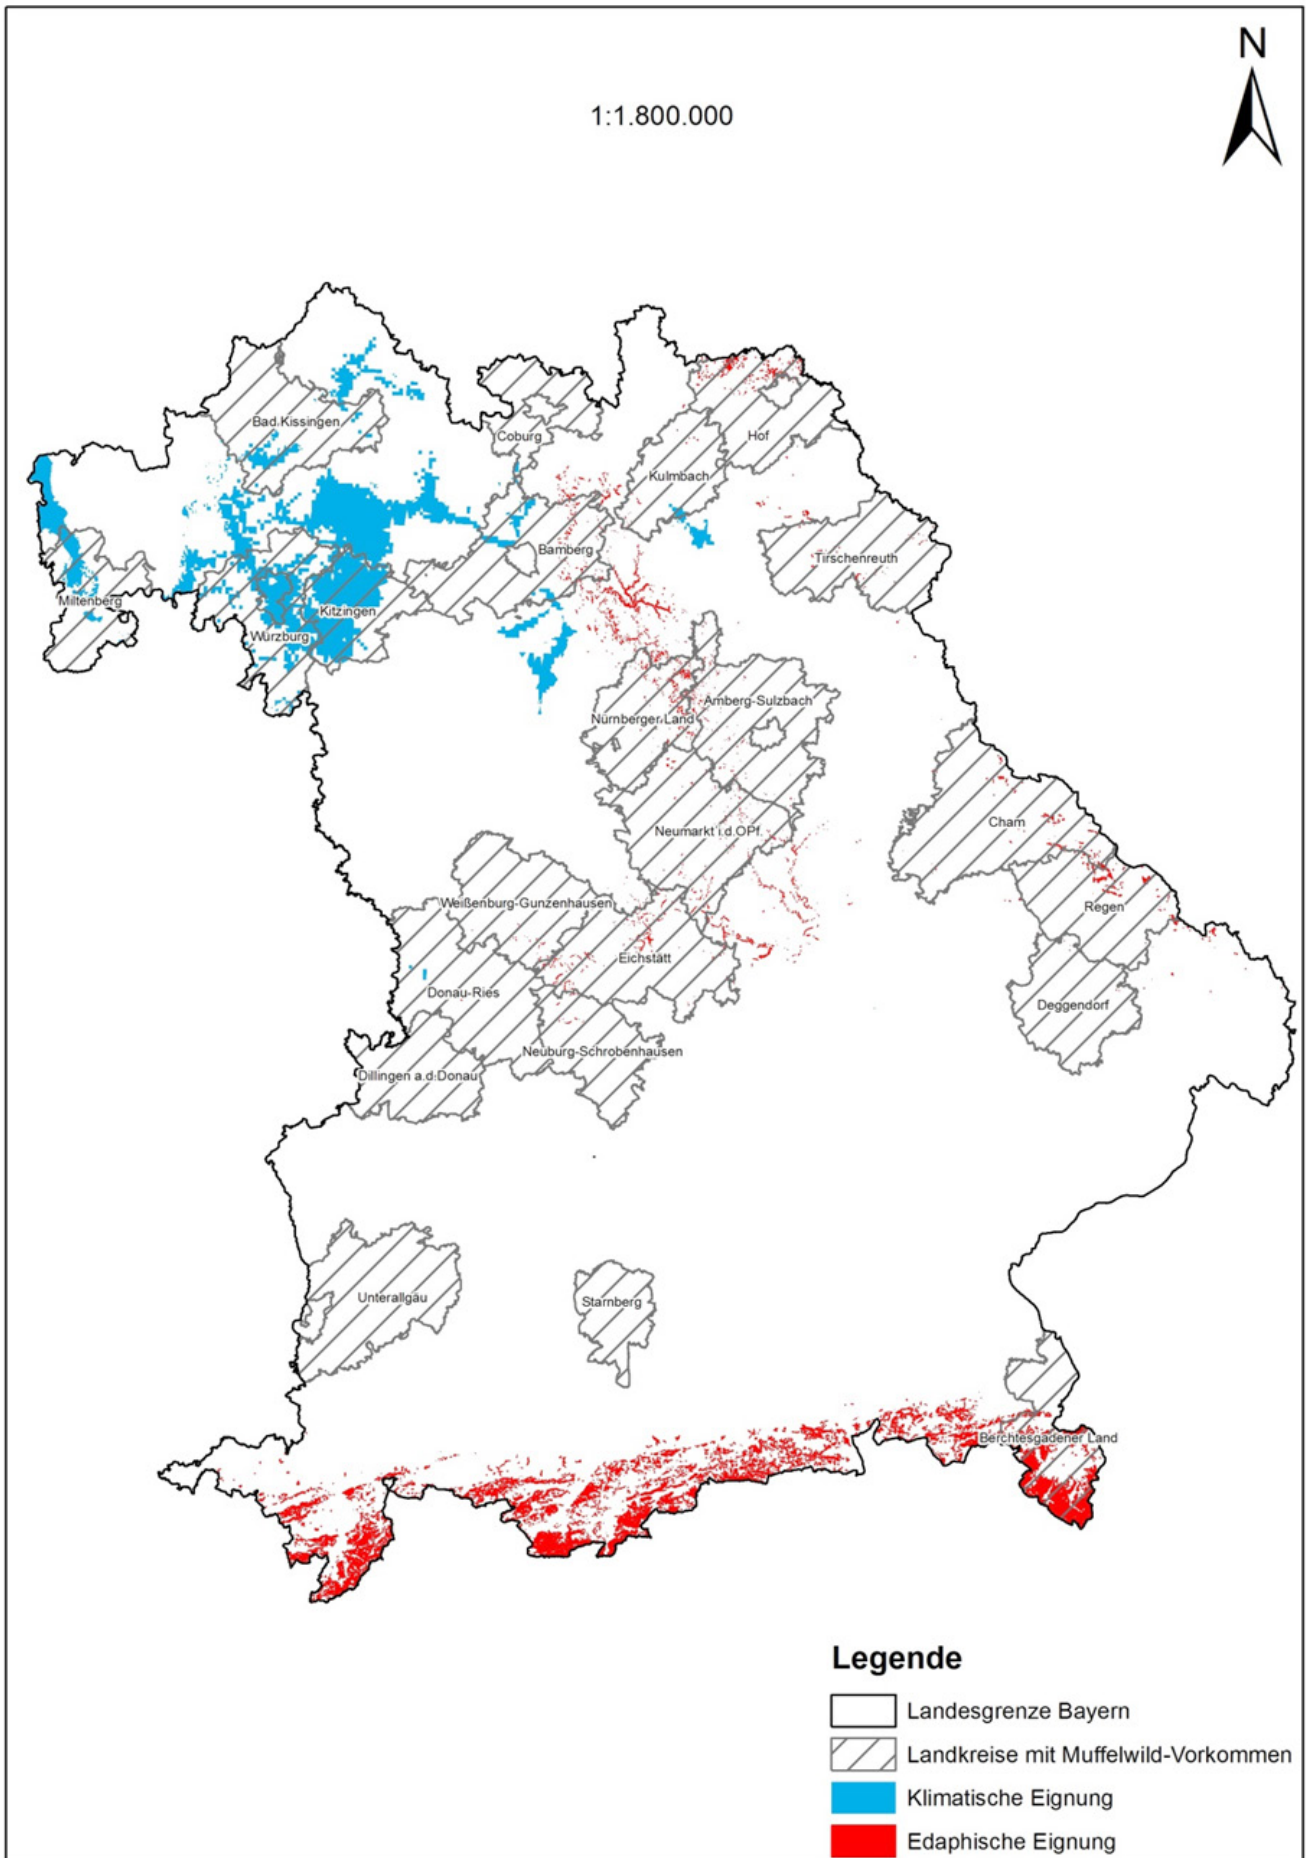 N
1:1.800.000
Bad Kissingen
Coburg
Hof
Kulmbach
Bamberg
Tirschenreuth
Miltenberg
Kitzingen
Würzburg
Amberg-Sulzbach
Nürnberger Land
Cham
Neumarkt i.d.OPf.
Weißenburg-Gunzenhausen
Regen
Eichstätt
Donau-Ries
Deggendorf
Neuburg-Schrobenhausen
Dillingen a.d.Donau
Unterallgäu
Starnberg
Berchtesgadener Land
Legende
Landesgrenze Bayern
Landkreise mit Muffelwild-Vorkommen
Klimatische Eignung
Edaphische Eignung